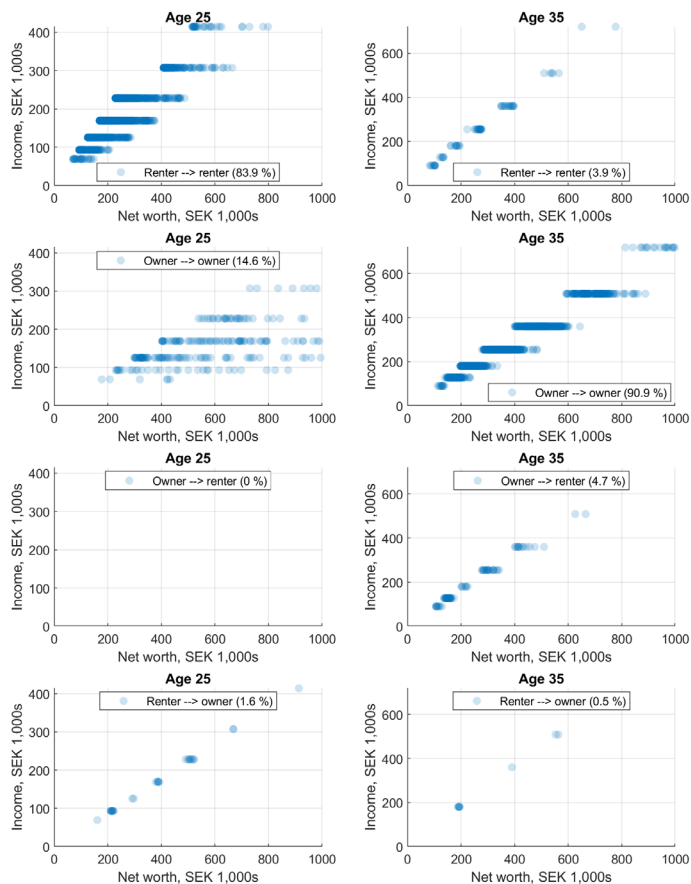 Age 25
Income, SEK 1,000s
400
300
200
100
0
Renter --> renter (83.9 %)
0 200 400 600 800 1000
Net worth, SEK 1,000s
Age 35
Income, SEK 1,000s
600
400
200
0
Renter --> renter (3.9 %)
0 200 400 600 800 1000
Net worth, SEK 1,000s
Age 25
Income, SEK 1,000s
400
300
200
100
0
Owner --> owner (14.6 %)
0 200 400 600 800 1000
Net worth, SEK 1,000s
Age 35
Income, SEK 1,000s
600
400
200
0
Owner --> owner (90.9 %)
0 200 400 600 800 1000
Net worth, SEK 1,000s
Age 25
Income, SEK 1,000s
400
300
200
100
0
Owner --> renter (0 %)
0 200 400 600 800 1000
Net worth, SEK 1,000s
Age 35
Income, SEK 1,000s
600
400
200
0
Owner --> renter (4.7 %)
0 200 400 600 800 1000
Net worth, SEK 1,000s
Age 25
Income, SEK 1,000s
400
300
200
100
0
Renter --> owner (1.6 %)
0 200 400 600 800 1000
Net worth, SEK 1,000s
Age 35
Income, SEK 1,000s
600
400
200
0
Renter --> owner (0.5 %)
0 200 400 600 800 1000
Net worth, SEK 1,000s